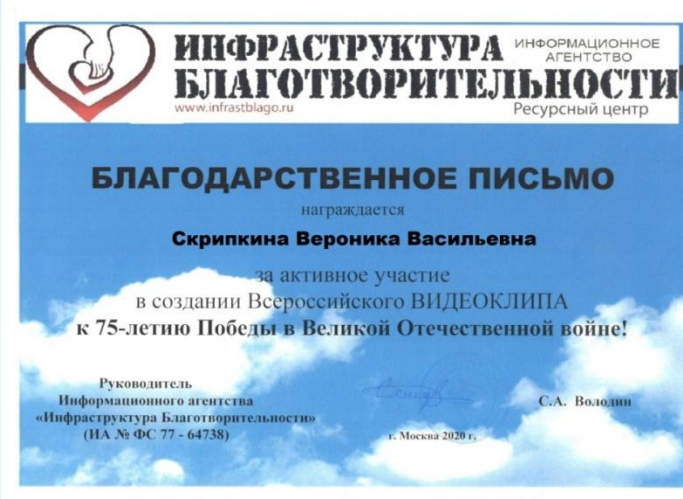 ИНФРАСТРУКТУРА
БЛАГОТВОРИТЕЛЬНОСТИ
ИНФОРМАЦИОННОЕ
АГЕНТСТВО
www.infrastblago.ru
Ресурсный центр
БЛАГОДАРСТВЕННОЕ ПИСЬМО
награждается
Скрипкина Вероника Васильевна
за активное участие
в создании Всероссийского ВИДЕОКЛИПА
к 75-летию Победы в Великой Отечественной войне!
Руководитель
Информационного агентства
«Инфраструктура Благотворительности»
(ИА № ФС 77 - 64738)
С.А. Володин
г. Москва 2020 г.